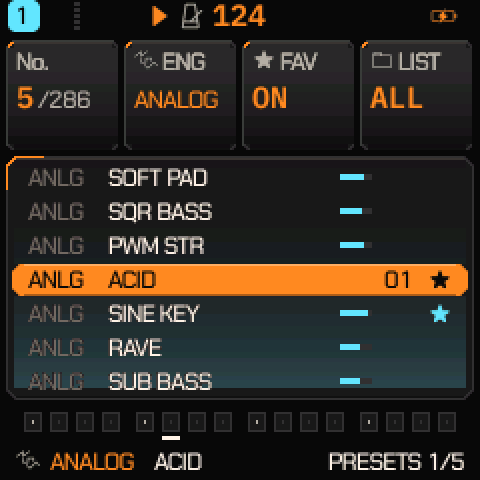 1 124
No. ENG FAV LIST
5/286 ANALOG ON ALL
ANLG SOFT PAD
ANLG SQR BASS
ANLG PWM STR
ANLG ACID 01
ANLG SINE KEY
ANLG RAVE
ANLG SUB BASS
ANALOG ACID PRESETS 1/5